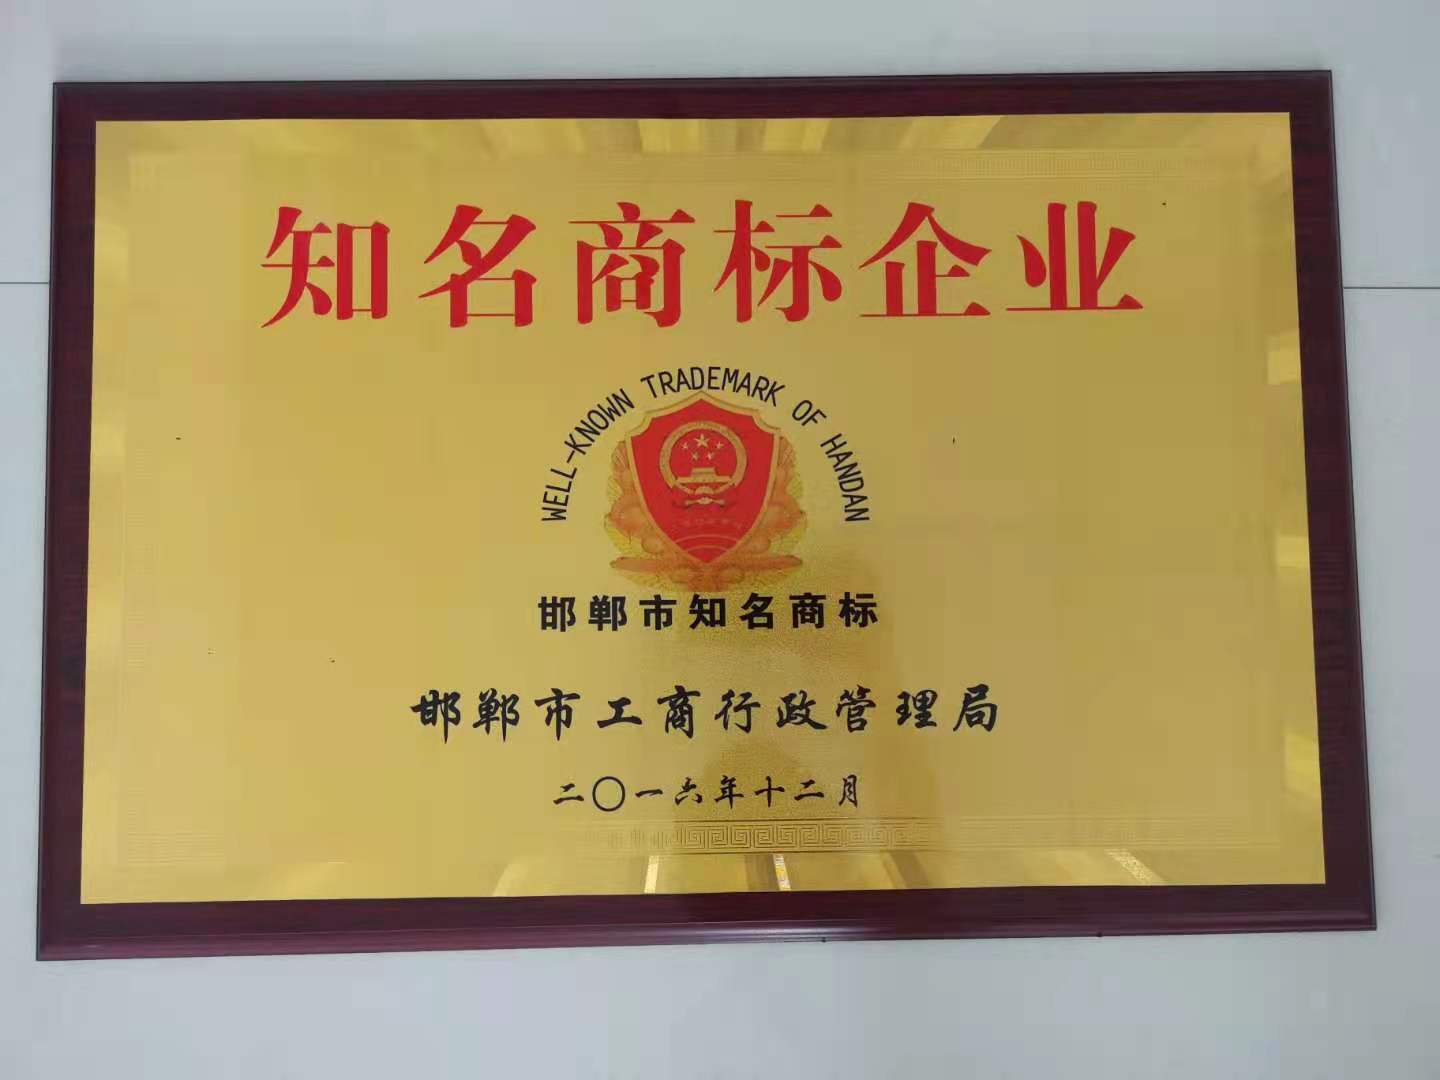 知名商标企业
WELL-KNOWN TRADEMARK OF HANDAN
邯郸市知名商标
邯郸市工商行政管理局
二〇一六年十二月